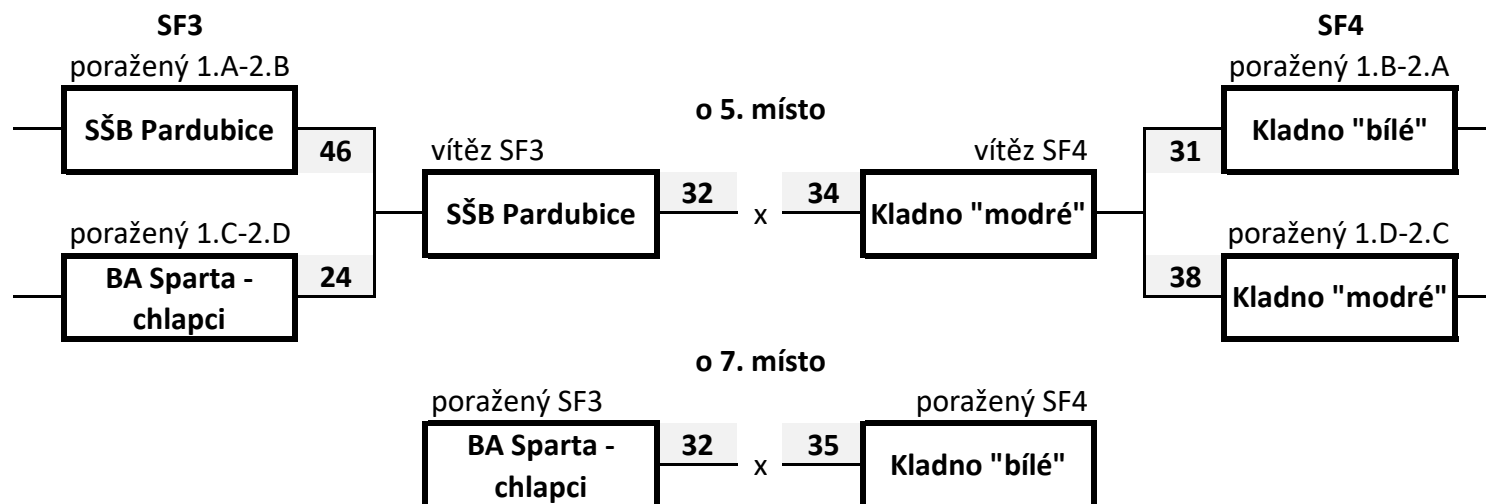 SF3
SF4
poražený 1.A-2.B
poražený 1.B-2.A
SŠB Pardubice
46
o 5. místo
31
Kladno "bílé"
vítěz SF3
vítěz SF4
SŠB Pardubice
32
x
34
Kladno "modré"
poražený 1.C-2.D
poražený 1.D-2.C
BA Sparta -
chlapci
24
38
Kladno "modré"
o 7. místo
poražený SF3
poražený SF4
BA Sparta -
chlapci
32
x
35
Kladno "bílé"